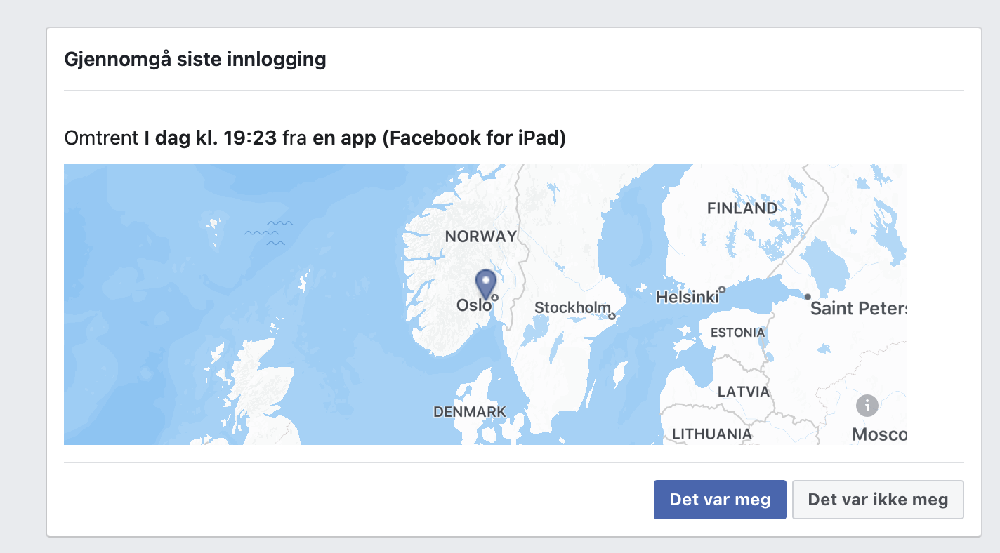 Gjennomgå siste innlogging
Omtrent I dag kl. 19:23 fra en app (Facebook for iPad)
FINLAND
NORWAY
Oslo
Stockholm
Helsinki
Saint Peters
ESTONIA
LATVIA
DENMARK
LITHUANIA
Mosco
Det var meg
Det var ikke meg